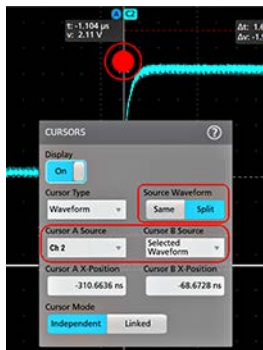 A C2
t: -1.104 µs
v: 2.11 V
Δt: 1.6
Δv: -1.
CURSORS
?
Display
On
Cursor Type
Source Waveform
Waveform
Same Split
Cursor A Source
Cursor B Source
Ch 2
Selected
Waveform
Cursor A X-Position
Cursor B X-Position
-310.6636 ns
-68.6728 ns
Cursor Mode
Independent Linked